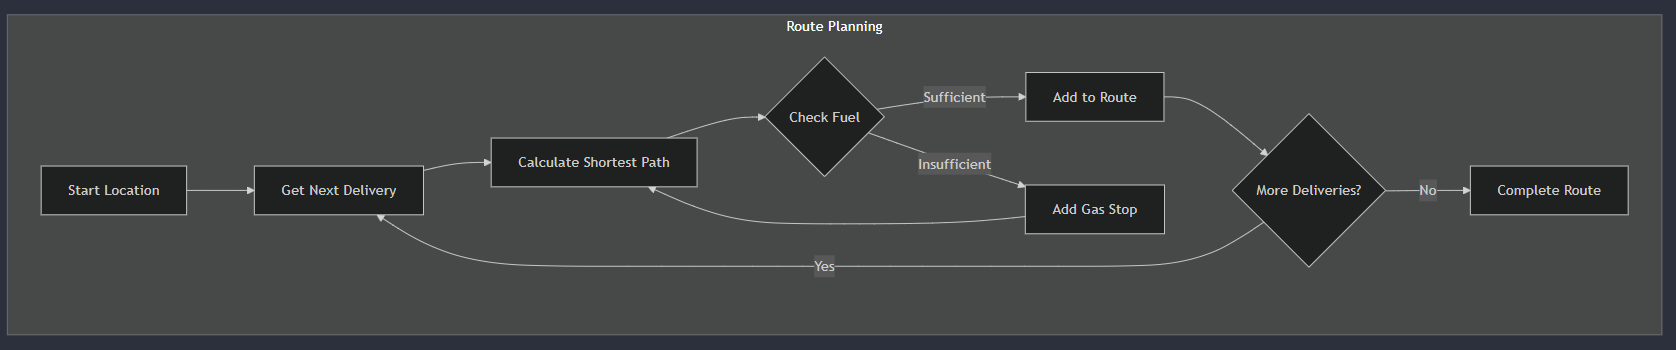 Route Planning
Start Location
Get Next Delivery
Calculate Shortest Path
Check Fuel
Sufficient
Insufficient
Add to Route
Add Gas Stop
More Deliveries?
Yes
No
Complete Route